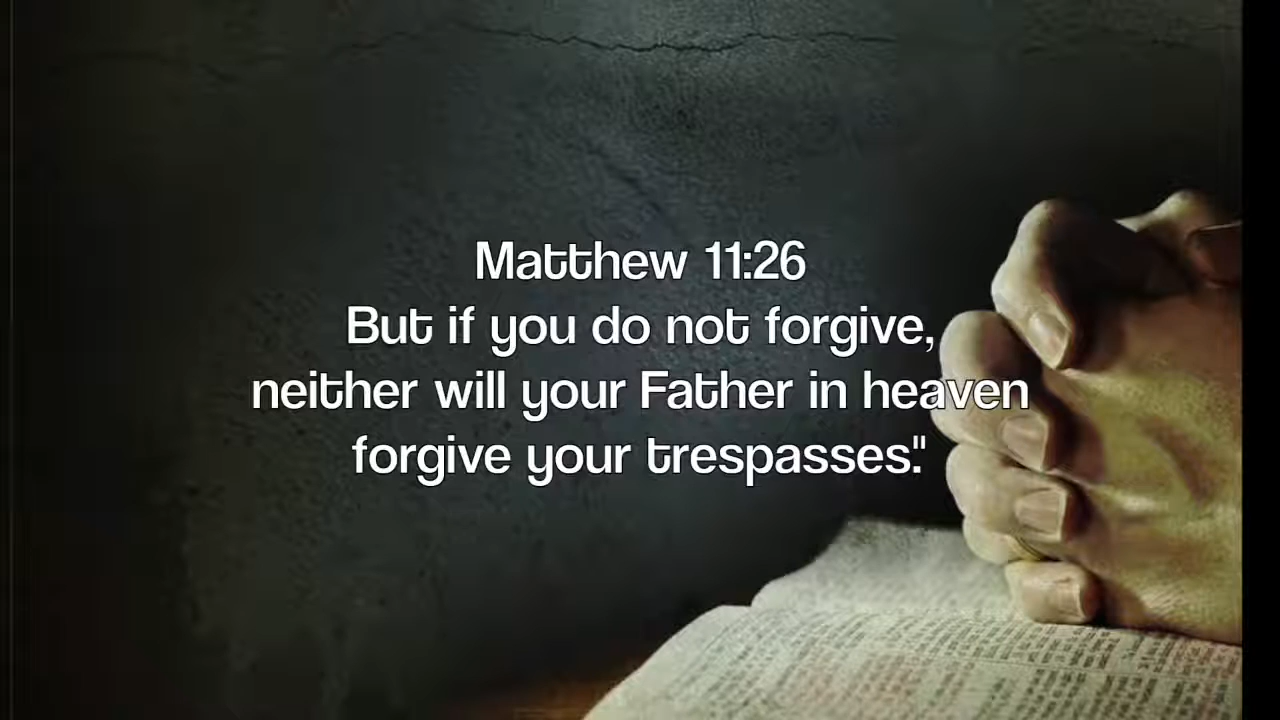 Matthew 11:26
But if you do not forgive,
neither will your Father in heaven
forgive your trespasses."